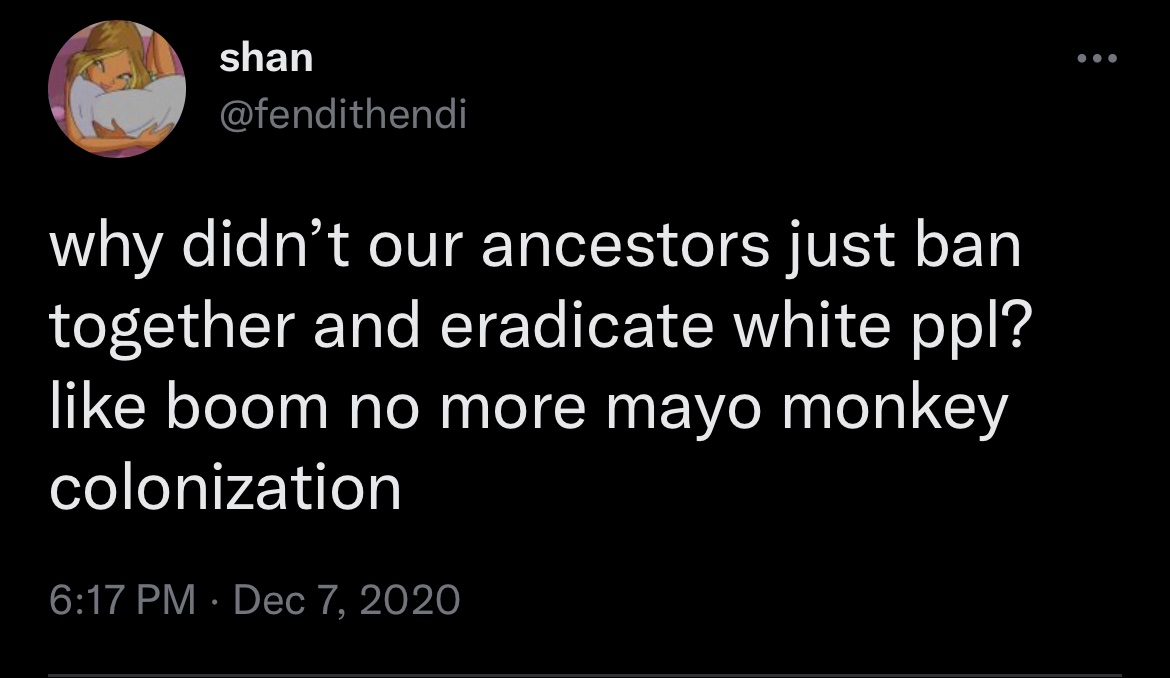 shan
@fendithendi
why didn’t our ancestors just ban
together and eradicate white ppl?
like boom no more mayo monkey
colonization
6:17 PM · Dec 7, 2020